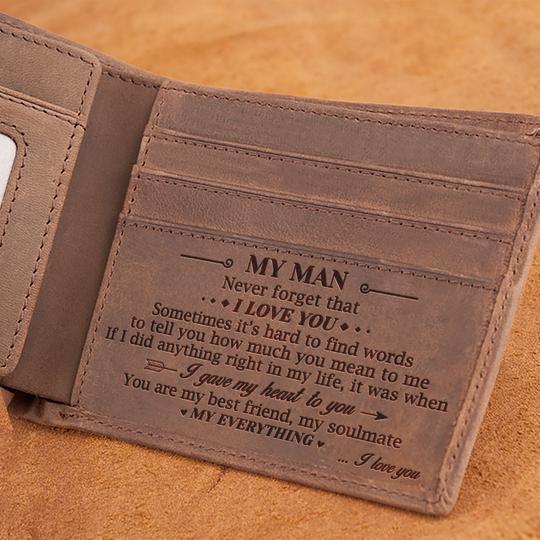 MY MAN
Never forget that
I LOVE YOU
Sometimes it's hard to find words
to tell you how much you mean to me
If I did anything right in my life, it was when
I gave my heart to you
You are my best friend, my soulmate
MY EVERYTHING
... I love you